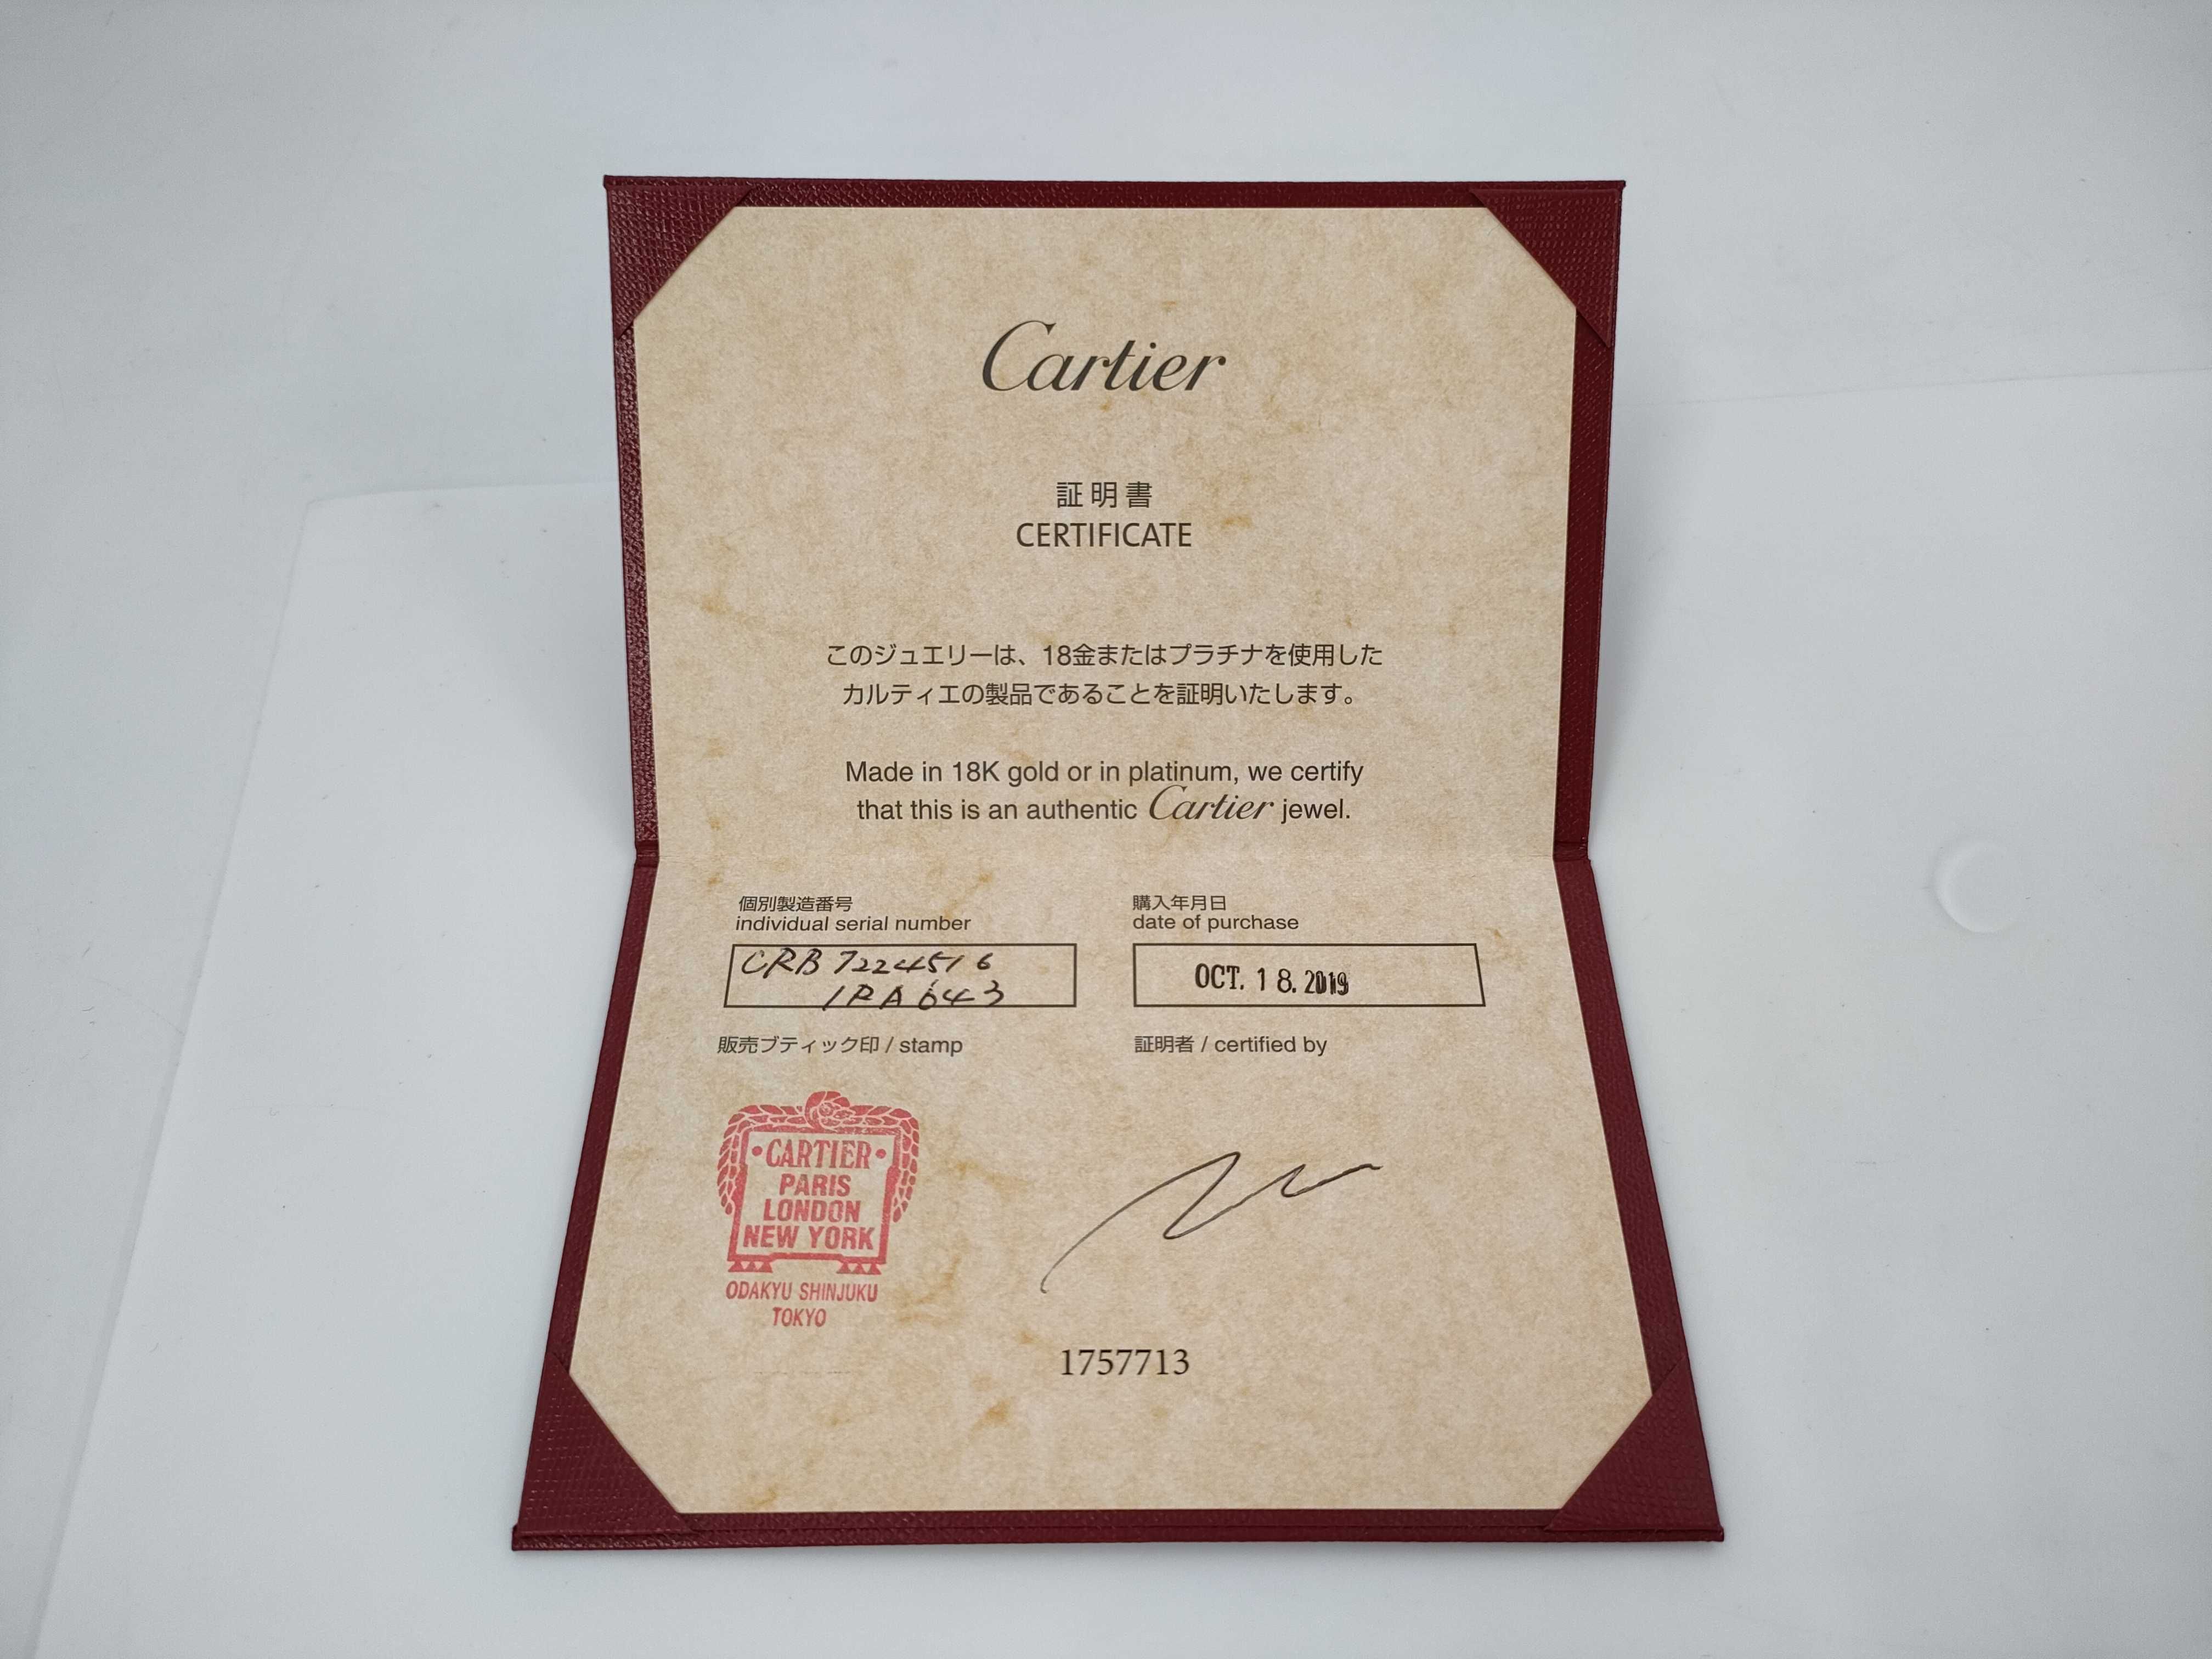 Cartier
証明書
CERTIFICATE
このジュエリーは、18金またはプラチナを使用した
カルティエの製品であることを証明いたします。
Made in 18K gold or in platinum, we certify
that this is an authentic Cartier jewel.
個別製造番号
individual serial number
CRB7224516
IRA643
購入年月日
date of purchase
OCT. 18. 2019
販売ブティック印 / stamp
証明者 / certified by
•CARTIER•
PARIS
LONDON
NEW YORK
ODAKYU SHINJUKU
TOKYO
1757713